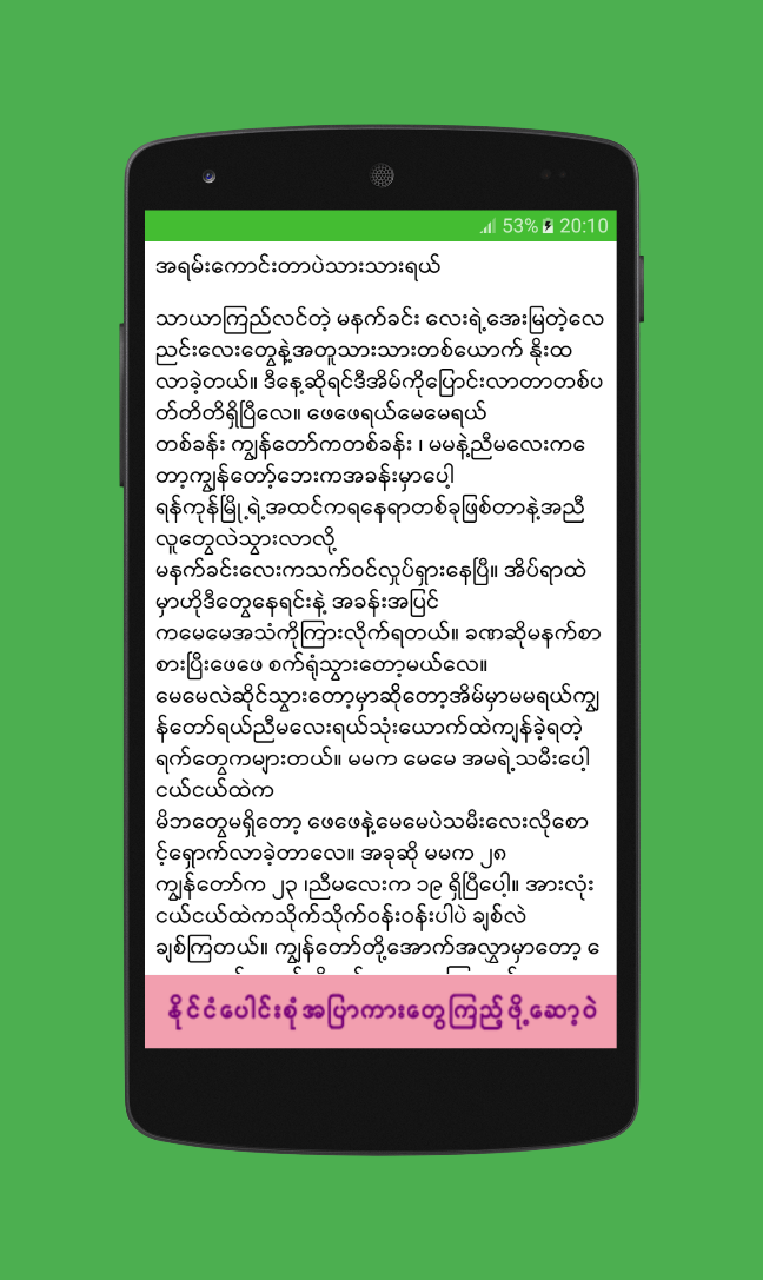 53% 20:10
အရမ်းကောင်းတာပဲသားသားရယ်
သာယာကြည်လင်တဲ့ မနက်ခင်း လေးရဲ့အေးမြတဲ့လေ
ညင်းလေးတွေနဲ့အတူသားသားတစ်ယောက် နိုးထ
လာခဲ့တယ်။ ဒီနေ့ဆိုရင်ဒီအိမ်ကိုပြောင်းလာတာတစ်ပ
တ်တိတိရှိပြီလေ။ ဖေဖေရယ်မေမေရယ်
တစ်ခန်း ကျွန်တော်ကတစ်ခန်း ၊ မမနဲ့ညီမလေးက
တော့ကျွန်တော့်ဘေးကအခန်းမှာပေါ့
ရန်ကုန်မြို့ရဲ့အထင်ကရနေရာတစ်ခုဖြစ်တာနဲ့အညီ
လူတွေလဲသွားလာလို့
မနက်ခင်းလေးကသက်ဝင်လှုပ်ရှားနေပြီ။ အိပ်ရာထဲ
မှာဟိုဒီတွေနေရင်းနဲ့ အခန်းအပြင်
ကမေမေအသံကိုကြားလိုက်ရတယ်။ ခဏဆိုမနက်စာ
စားပြီးဖေဖေ စက်ရုံသွားတော့မယ်လေ။
မေမေလဲဆိုင်သွားတော့မှာဆိုတော့အိမ်မှာမမရယ်ကျွ
န်တော်ရယ်ညီမလေးရယ်သုံးယောက်ထဲကျန်ခဲ့ရတဲ့
ရက်တွေကများတယ်။ မမက မေမေ အမရဲ့သမီးပေါ့
ငယ်ငယ်ထဲက
မိဘတွေမရှိတော့ ဖေဖေနဲ့မေမေပဲသမီးလေးလိုစော
င့်ရှောက်လာခဲ့တာလေ။ အခုဆို မမက ၂၈
ကျွန်တော်က ၂၃ ၊ညီမလေးက ၁၉ ရှိပြီပေါ့။ အားလုံး
ငယ်ငယ်ထဲကသိုက်သိုက်ဝန်းဝန်းပါပဲ ချစ်လဲ
ချစ်ကြတယ်။ ကျွန်တော်တို့အောက်အလွှာမှာတော့ ေ
နိုင်ငံပေါင်းစုံအပြာကားတွေကြည့်ဖို့ဆော့ဝဲ